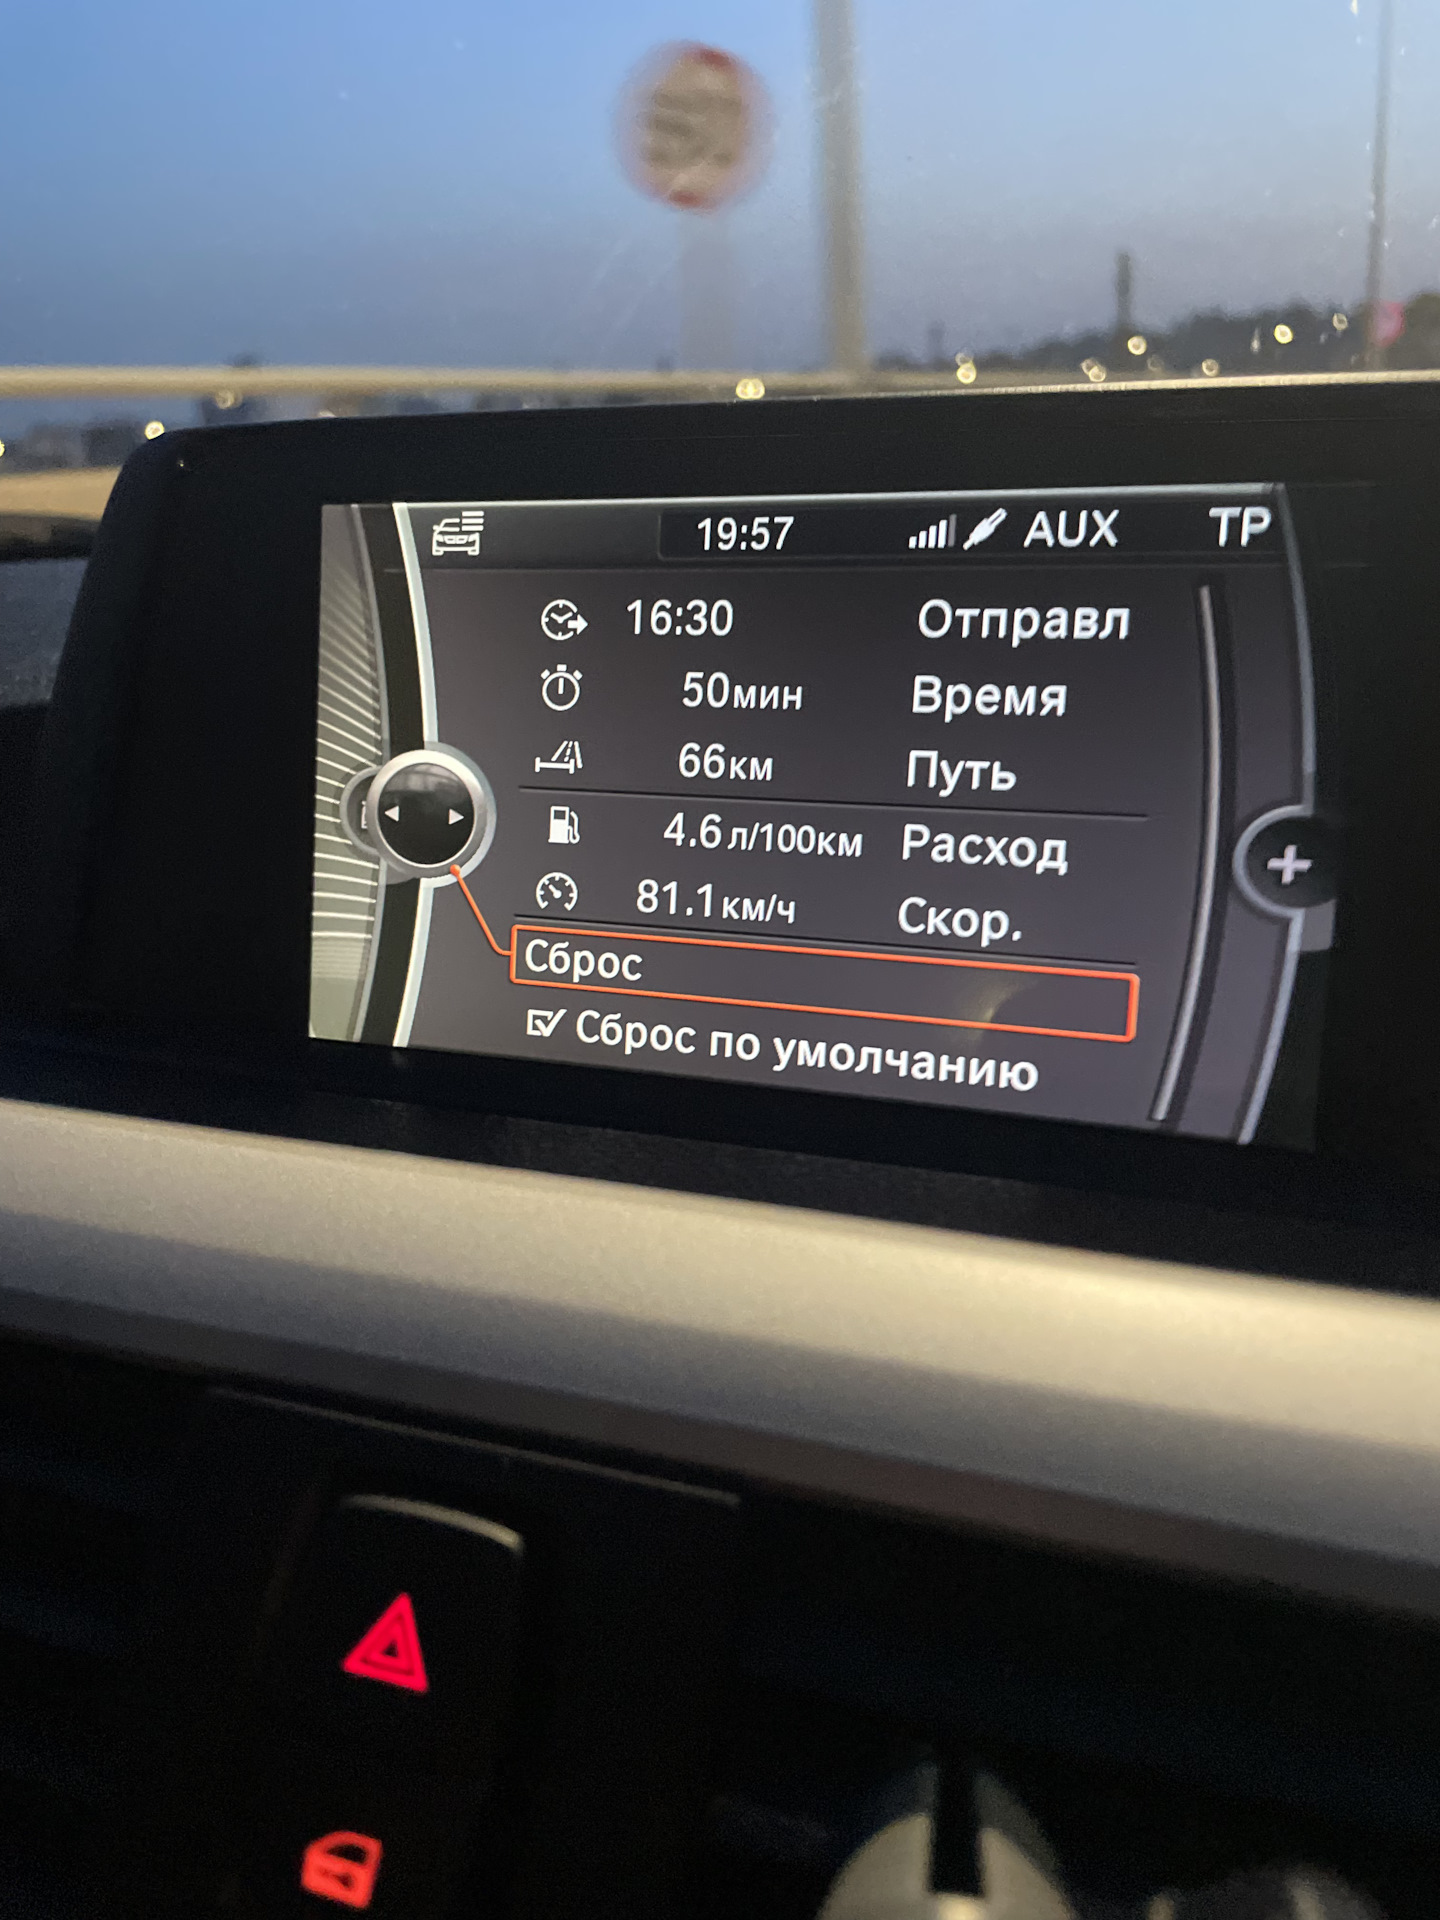 19:57 AUX TP
16:30 Отправл
50мин Время
66км Путь
4.6л/100км Расход
81.1км/ч Скор.
Сброс
Сброс по умолчанию